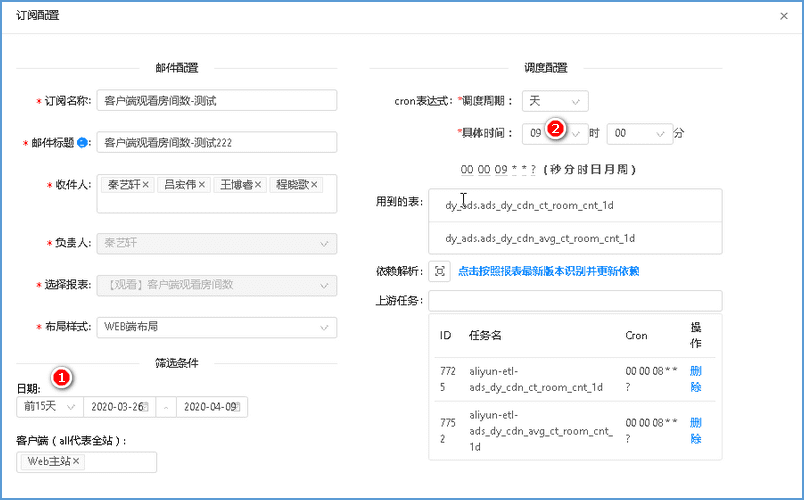 订阅配置
邮件配置
* 订阅名称: 客户端观看房间数-测试
* 邮件标题 : 客户端观看房间数-测试222
* 收件人: 秦艺轩× 吕宏伟× 王博睿× 程晓歌×
* 负责人: 秦艺轩
* 选择报表: 【观看】客户端观看房间数
* 布局样式: WEB端布局
筛选条件
1
日期:
前15天 2020-03-26 ~ 2020-04-09
客户端（all代表全站）:
Web主站×
调度配置
cron表达式: *调度周期： 天
*具体时间： 09 2 时 00 分
00 00 09 * * ? (秒 分 时 日 月 周)
用到的表: dy_ads.ads_dy_cdn_ct_room_cnt_1d
dy_ads.ads_dy_cdn_avg_ct_room_cnt_1d
依赖解析: 点击按照报表最新版本识别并更新依赖
上游任务:
ID 任务名 Cron 操
作
772 aliyun-etl- 00 00 08 * * 删
5 ads_dy_cdn_ct_room_cnt_1d ? 除
775 aliyun-etl- 00 00 08 * * 删
2 ads_dy_cdn_avg_ct_room_cnt_ ? 除
1d